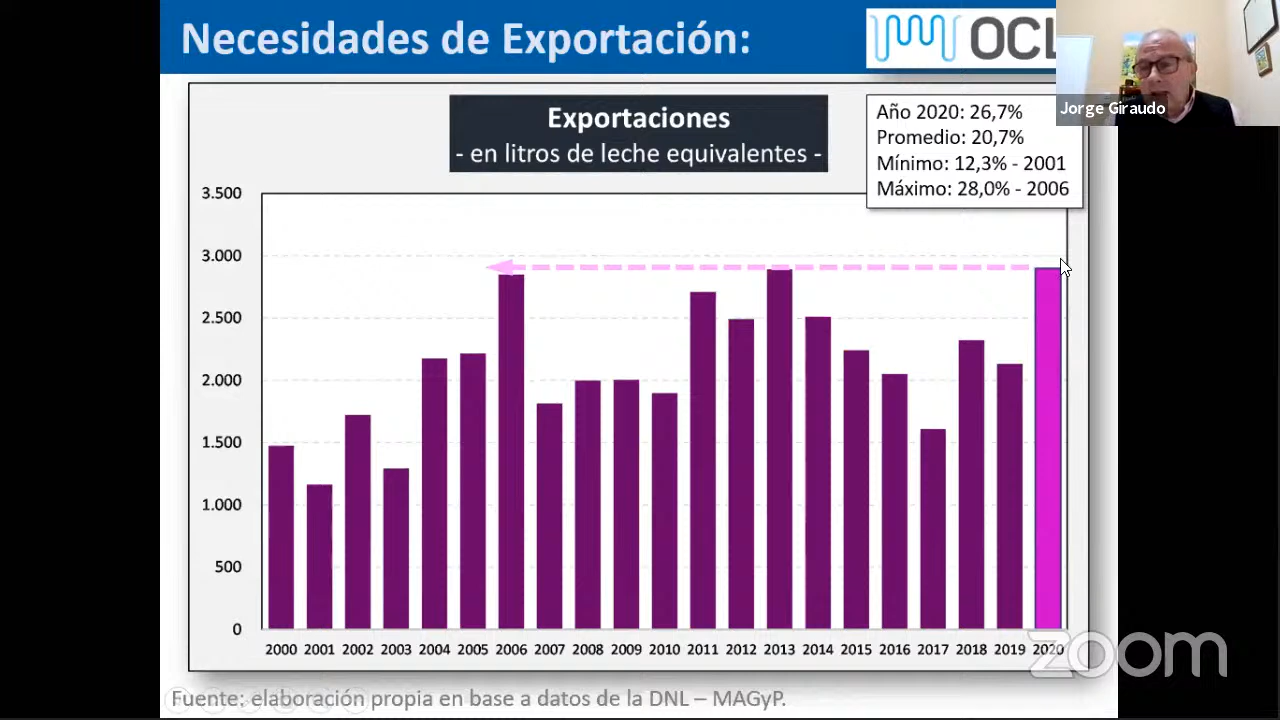 Necesidades de Exportación:
OCL
Jorge Giraudo
Exportaciones
- en litros de leche equivalentes -
Año 2020: 26,7%
Promedio: 20,7%
Mínimo: 12,3% - 2001
Máximo: 28,0% - 2006
3.500
3.000
2.500
2.000
1.500
1.000
500
0
2000 2001 2002 2003 2004 2005 2006 2007 2008 2009 2010 2011 2012 2013 2014 2015 2016 2017 2018 2019 2020
zoom
Fuente: elaboración propia en base a datos de la DNL – MAGyP.